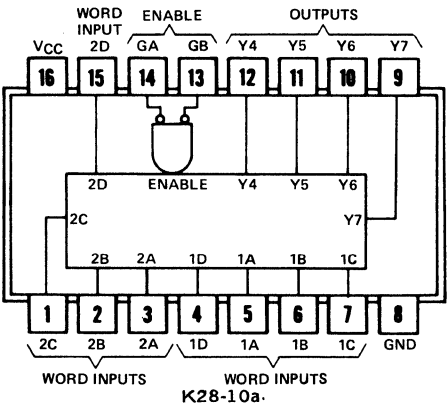 WORD INPUT ENABLE OUTPUTS
VCC 2D GA GB Y4 Y5 Y6 Y7
16 15 14 13 12 11 10 9
2D ENABLE Y4 Y5 Y6
2C Y7
2B 2A 1D 1A 1B 1C
1 2 3 4 5 6 7 8
2C 2B 2A 1D 1A 1B 1C GND
WORD INPUTS WORD INPUTS
K28-10a.